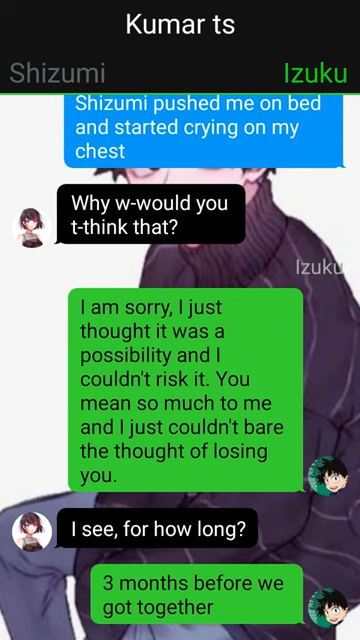 Kumar ts
Shizumi Izuku
Shizumi pushed me on bed
and started crying on my
chest
Why w-would you
t-think that?
Izuku
I am sorry, I just
thought it was a
possibility and I
couldn't risk it. You
mean so much to me
and I just couldn't bare
the thought of losing
you.
I see, for how long?
3 months before we
got together